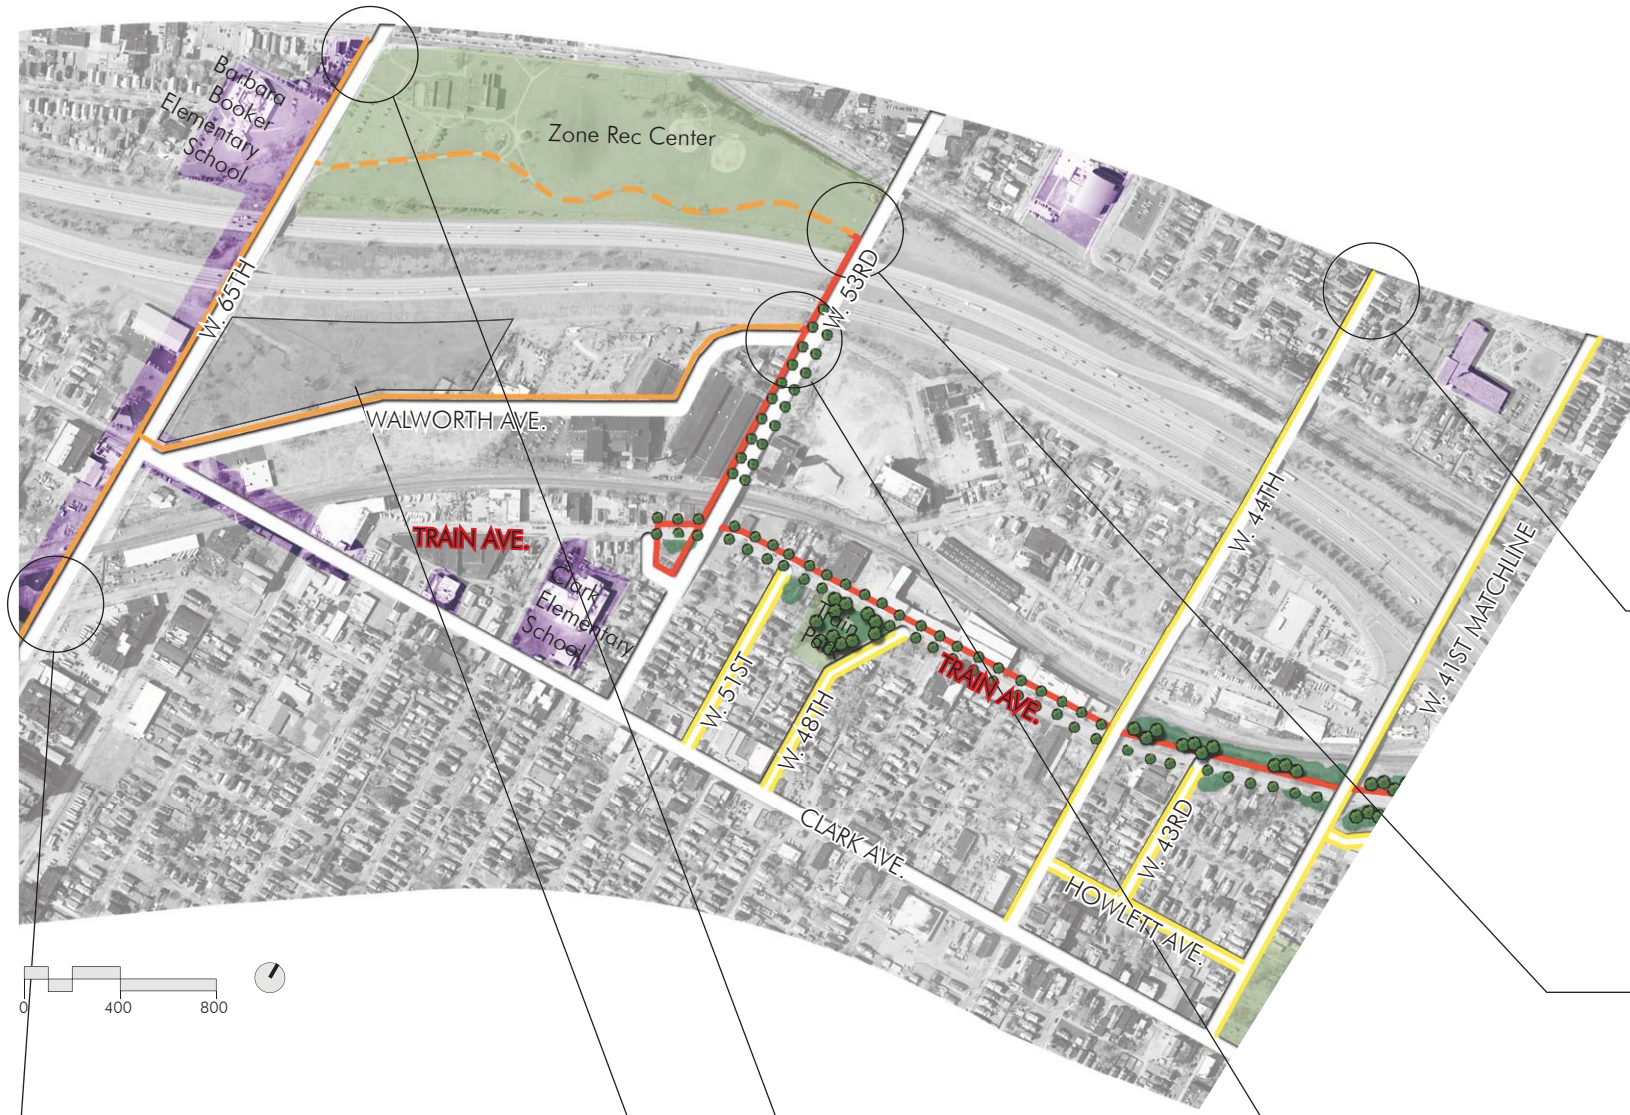 Barbara
Booker
Elementary
School
Zone Rec Center
W. 65TH
W. 53RD
WALWORTH AVE.
TRAIN AVE.
Clark
Elementary
School
Train
Park
W. 51ST
W. 48TH
TRAIN AVE.
W. 44TH
W. 41ST MATCHLINE
W. 43RD
CLARK AVE.
HOWLETT AVE.
0 400 800